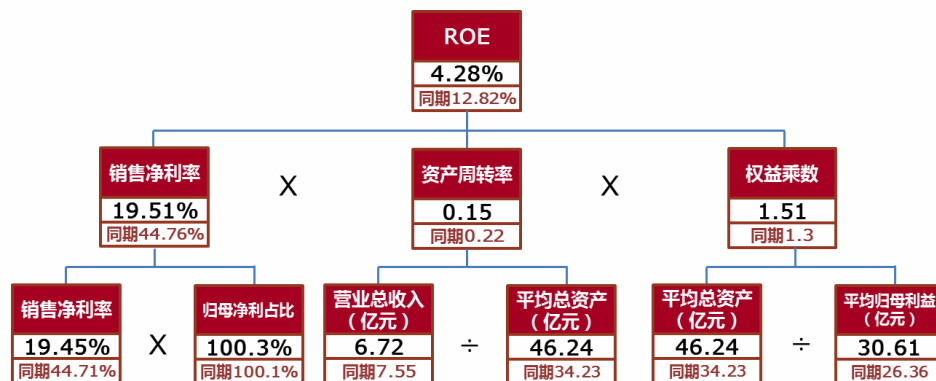 ROE
4.28%
同期12.82%
销售净利率
19.51%
同期44.76%
X
资产周转率
0.15
同期0.22
X
权益乘数
1.51
同期1.3
销售净利率
19.45%
同期44.71%
X
归母净利占比
100.3%
同期100.1%
营业总收入
（亿元）
6.72
同期7.55
÷
平均总资产
（亿元）
46.24
同期34.23
平均总资产
（亿元）
46.24
同期34.23
÷
平均归母利益
（亿元）
30.61
同期26.36